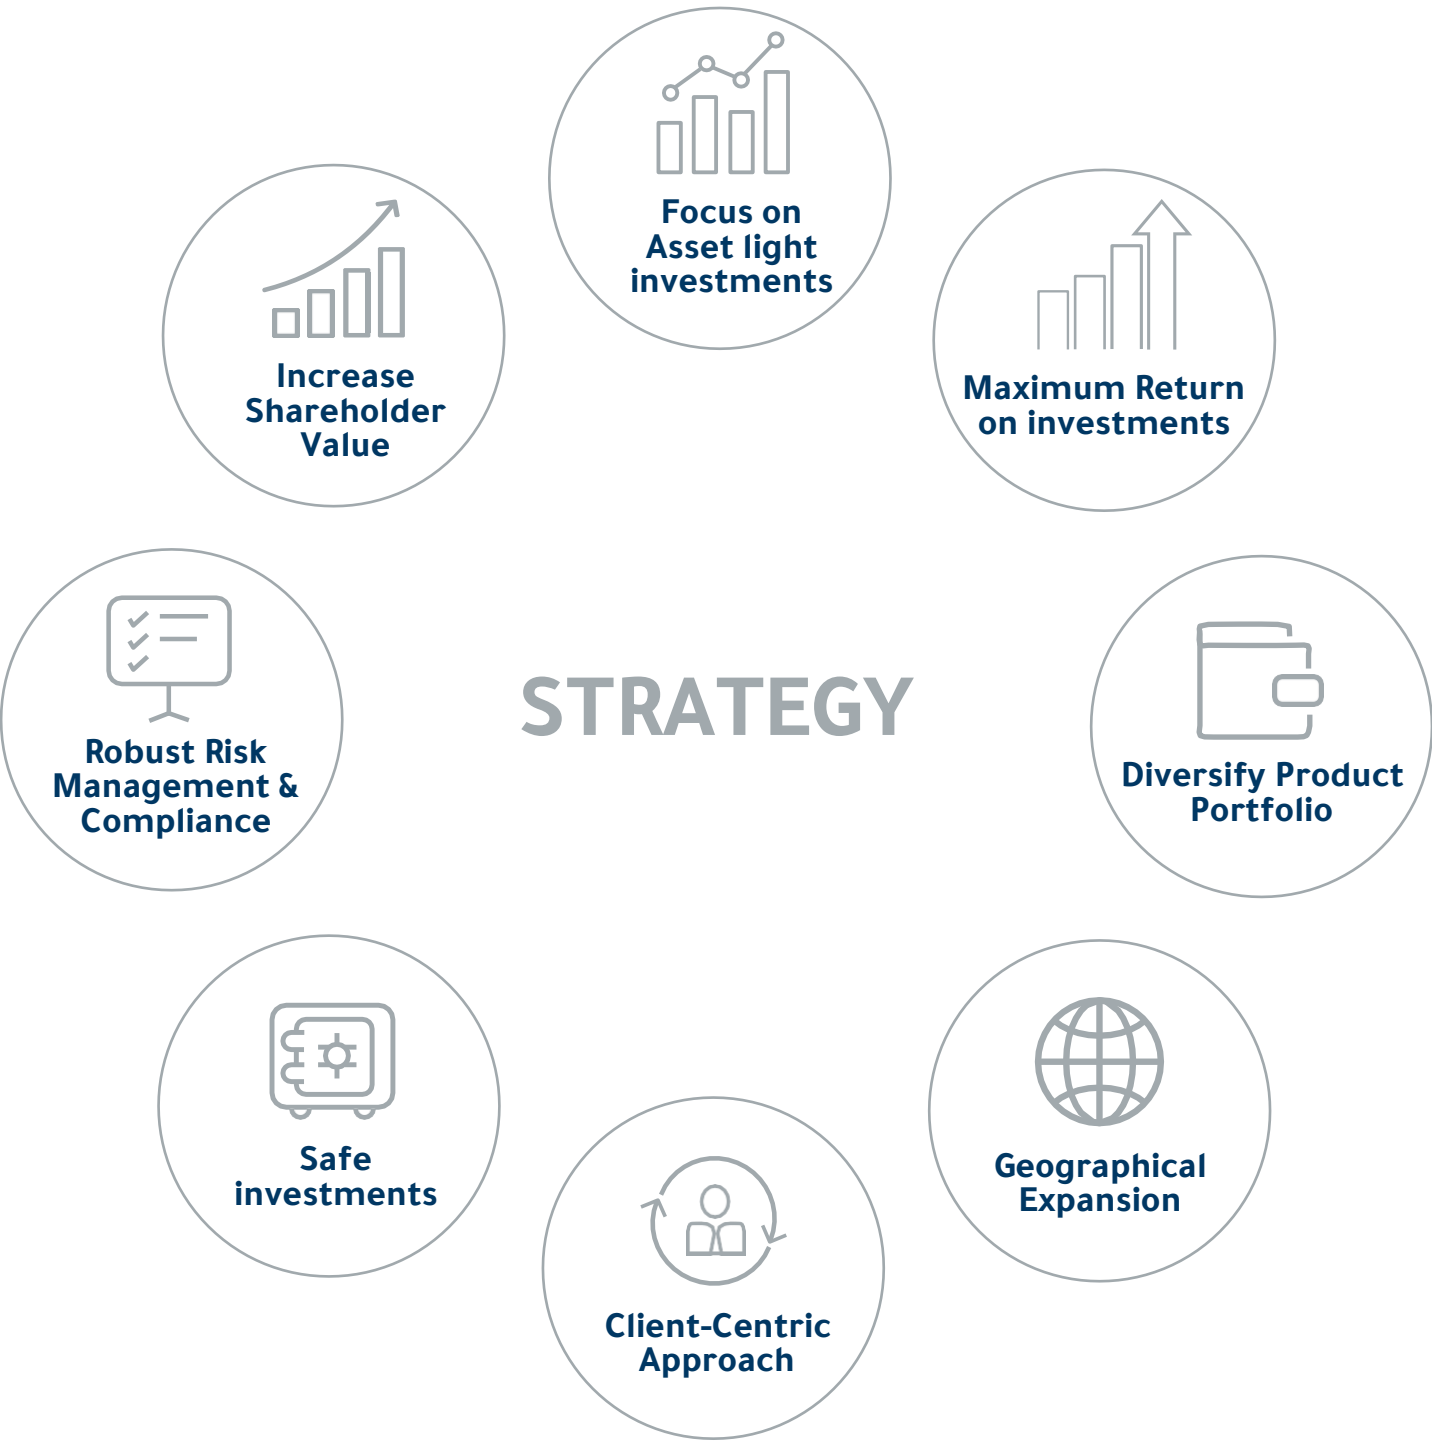 Focus on
Asset light
investments
Maximum Return
on investments
Diversify Product
Portfolio
Geographical
Expansion
Client-Centric
Approach
Safe
investments
Robust Risk
Management &
Compliance
Increase
Shareholder
Value
STRATEGY